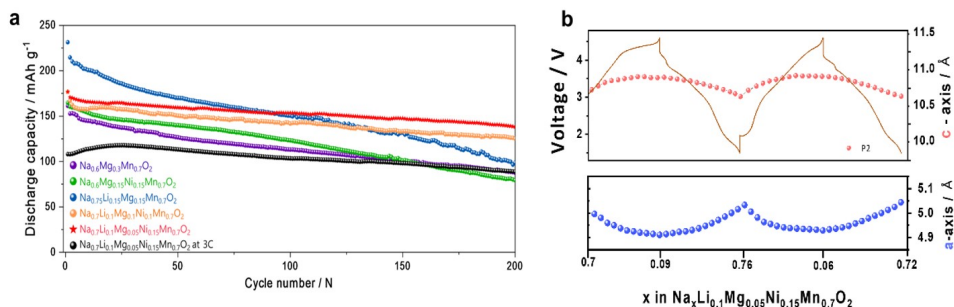 a
Discharge capacity / mAh g⁻¹
250
200
150
100
50
0
Na₀.₆Mg₀.₃Mn₀.₇O₂
Na₀.₆Mg₀.₁₅Ni₀.₁₅Mn₀.₇O₂
Na₀.₇₅Li₀.₁₅Mg₀.₁₅Mn₀.₇O₂
Na₀.₇Li₀.₁Mg₀.₁Ni₀.₁Mn₀.₇O₂
Na₀.₇Li₀.₁Mg₀.₀₅Ni₀.₁₅Mn₀.₇O₂
Na₀.₇Li₀.₁Mg₀.₀₅Ni₀.₁₅Mn₀.₇O₂ at 3C
0 50 100 150 200
Cycle number / N
b
Voltage / V
4
3
2
P2
11.5
11.0
10.5
10.0
c - axis / Å
5.1
5.0
4.9
a-axis / Å
0.7 0.09 0.76 0.06 0.72
x in NaₓLi₀.₁Mg₀.₀₅Ni₀.₁₅Mn₀.₇O₂